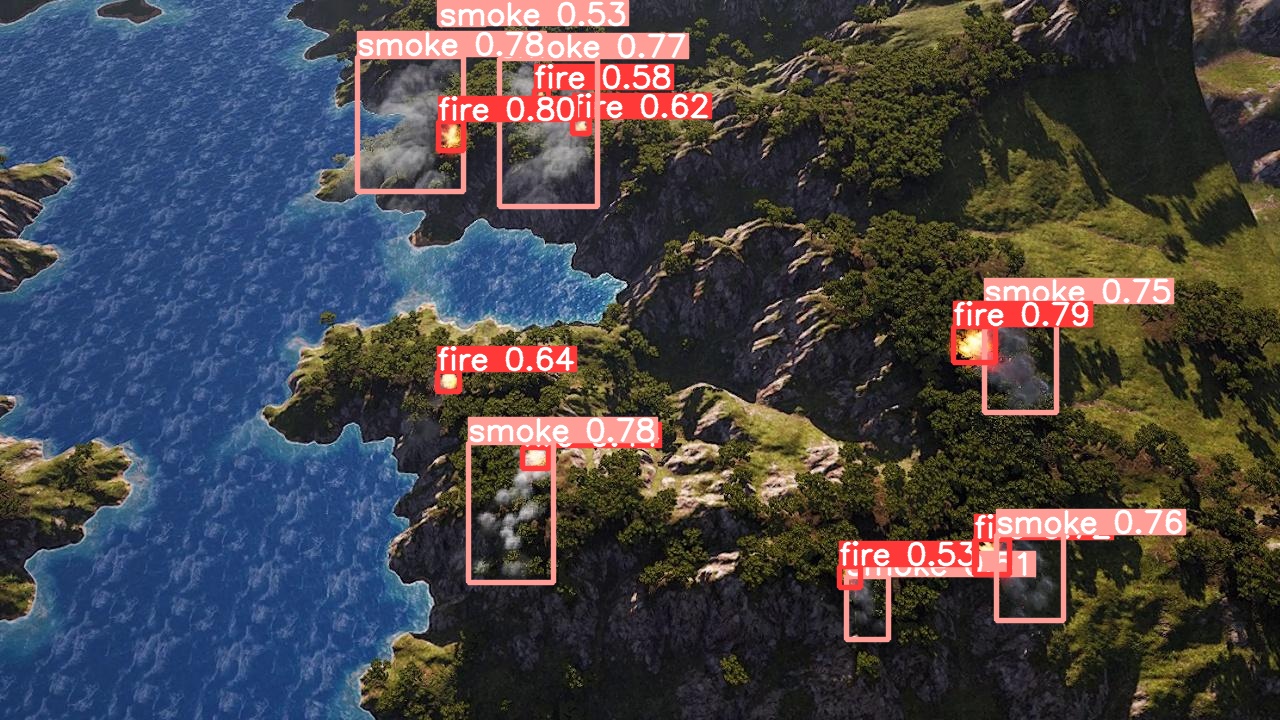 smoke 0.53
smoke 0.78
oke 0.77
fire 0.58
fire 0.80
fire 0.62
smoke 0.75
fire 0.79
fire 0.64
smoke 0.78
smoke 0.76
fire 0.53